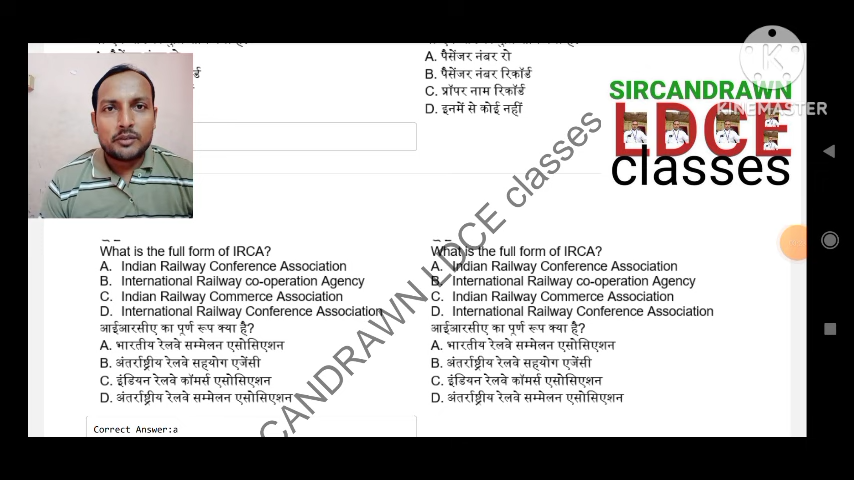 A. पैसेंजर नंबर रो
B. पैसेंजर नंबर रिकॉर्ड
C. प्रॉपर नाम रिकॉर्ड
D. इनमें से कोई नहीं
SIRCANDRAWN
KINEMASTER
LDCE
classes
CANDRAWN LDCE classes
What is the full form of IRCA?
A. Indian Railway Conference Association
B. International Railway co-operation Agency
C. Indian Railway Commerce Association
D. International Railway Conference Association
आईआरसीए का पूर्ण रूप क्या है?
A. भारतीय रेलवे सम्मेलन एसोसिएशन
B. अंतर्राष्ट्रीय रेलवे सहयोग एजेंसी
C. इंडियन रेलवे कॉमर्स एसोसिएशन
D. अंतर्राष्ट्रीय रेलवे सम्मेलन एसोसिएशन
Correct Answer:a
What is the full form of IRCA?
A. Indian Railway Conference Association
B. International Railway co-operation Agency
C. Indian Railway Commerce Association
D. International Railway Conference Association
आईआरसीए का पूर्ण रूप क्या है?
A. भारतीय रेलवे सम्मेलन एसोसिएशन
B. अंतर्राष्ट्रीय रेलवे सहयोग एजेंसी
C. इंडियन रेलवे कॉमर्स एसोसिएशन
D. अंतर्राष्ट्रीय रेलवे सम्मेलन एसोसिएशन